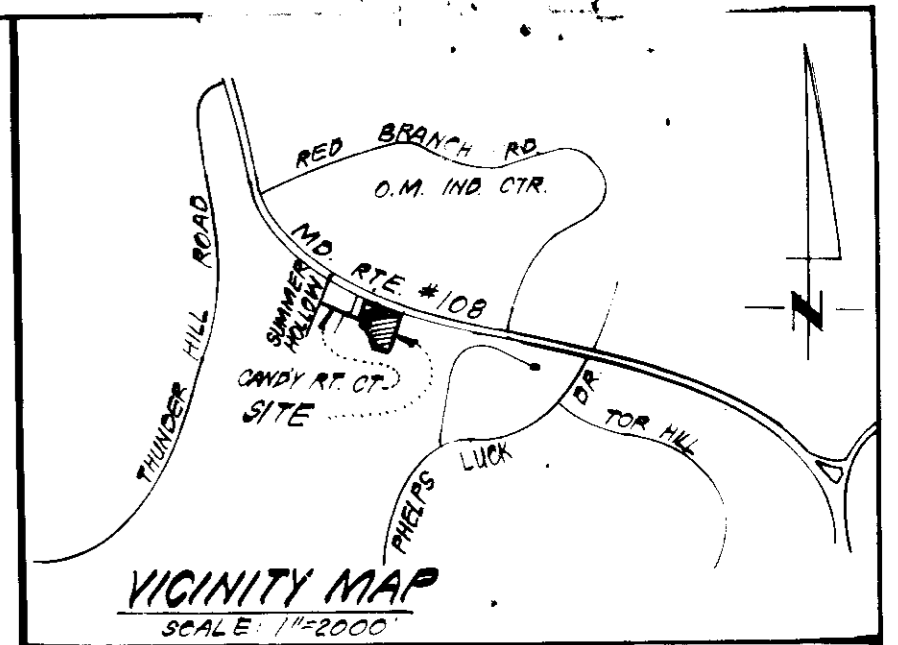 RED BRANCH RD.
O.M. IND. CTR.
THUNDER HILL ROAD
MD. RTE. #108
SUMMER
HOLLOW
CANDY RT. CT.
SITE
PHELPS LUCK DR.
TOR HILL
N
VICINITY MAP
SCALE: 1"=2000'